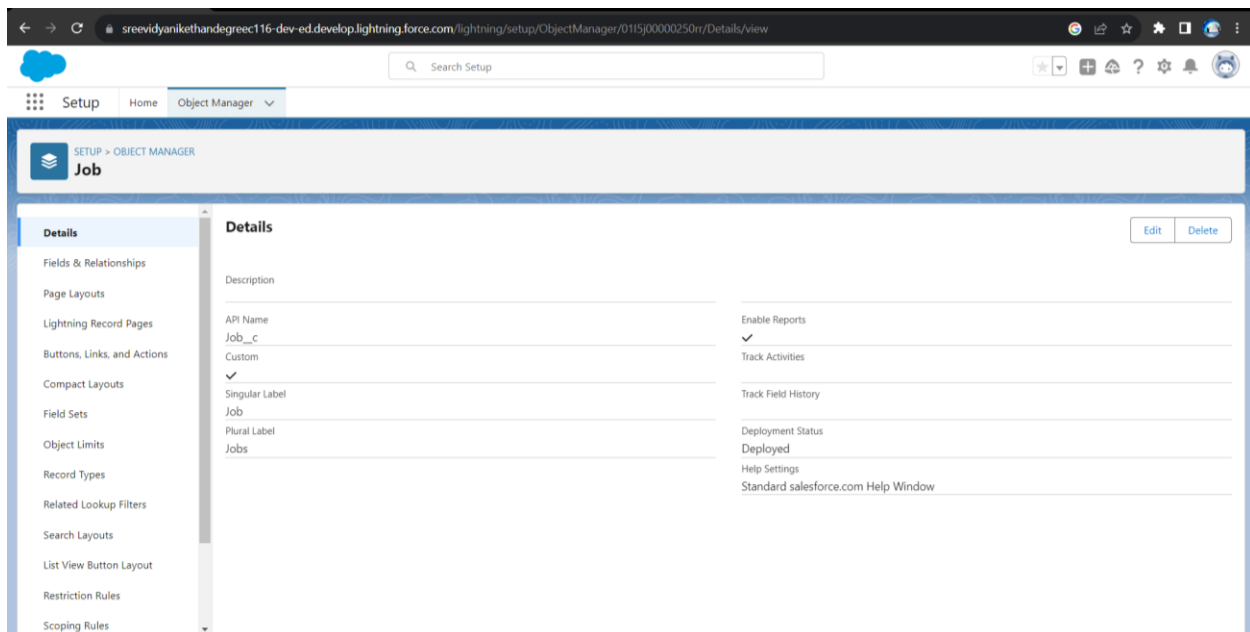 sreevidyanikethandegreec116-dev-ed.develop.lightning.force.com/lightning/setup/ObjectManager/01I5j00000250rr/Details/view
Search Setup
Setup Home Object Manager
SETUP > OBJECT MANAGER
Job
Details
Fields & Relationships
Page Layouts
Lightning Record Pages
Buttons, Links, and Actions
Compact Layouts
Field Sets
Object Limits
Record Types
Related Lookup Filters
Search Layouts
List View Button Layout
Restriction Rules
Scoping Rules
Details
Edit Delete
Description
API Name
Job__c
Custom
Singular Label
Job
Plural Label
Jobs
Enable Reports
Track Activities
Track Field History
Deployment Status
Deployed
Help Settings
Standard salesforce.com Help Window